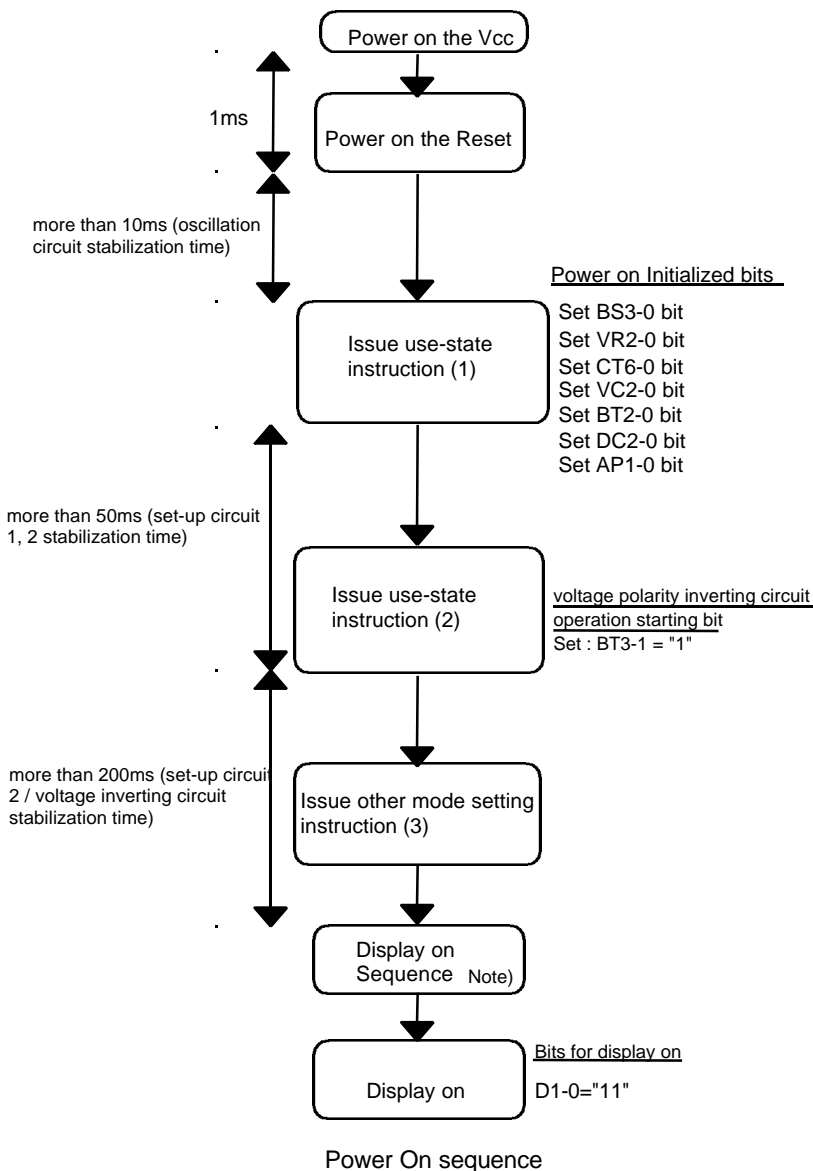 Power on the Vcc
1ms
Power on the Reset
more than 10ms (oscillation
circuit stabilization time)
Power on Initialized bits
Issue use-state
instruction (1)
Set BS3-0 bit
Set VR2-0 bit
Set CT6-0 bit
Set VC2-0 bit
Set BT2-0 bit
Set DC2-0 bit
Set AP1-0 bit
more than 50ms (set-up circuit
1, 2 stabilization time)
Issue use-state
instruction (2)
voltage polarity inverting circuit
operation starting bit
Set : BT3-1 = "1"
more than 200ms (set-up circuit
2 / voltage inverting circuit
stabilization time)
Issue other mode setting
instruction (3)
Display on
Sequence Note)
Display on
Bits for display on
D1-0="11"
Power On sequence